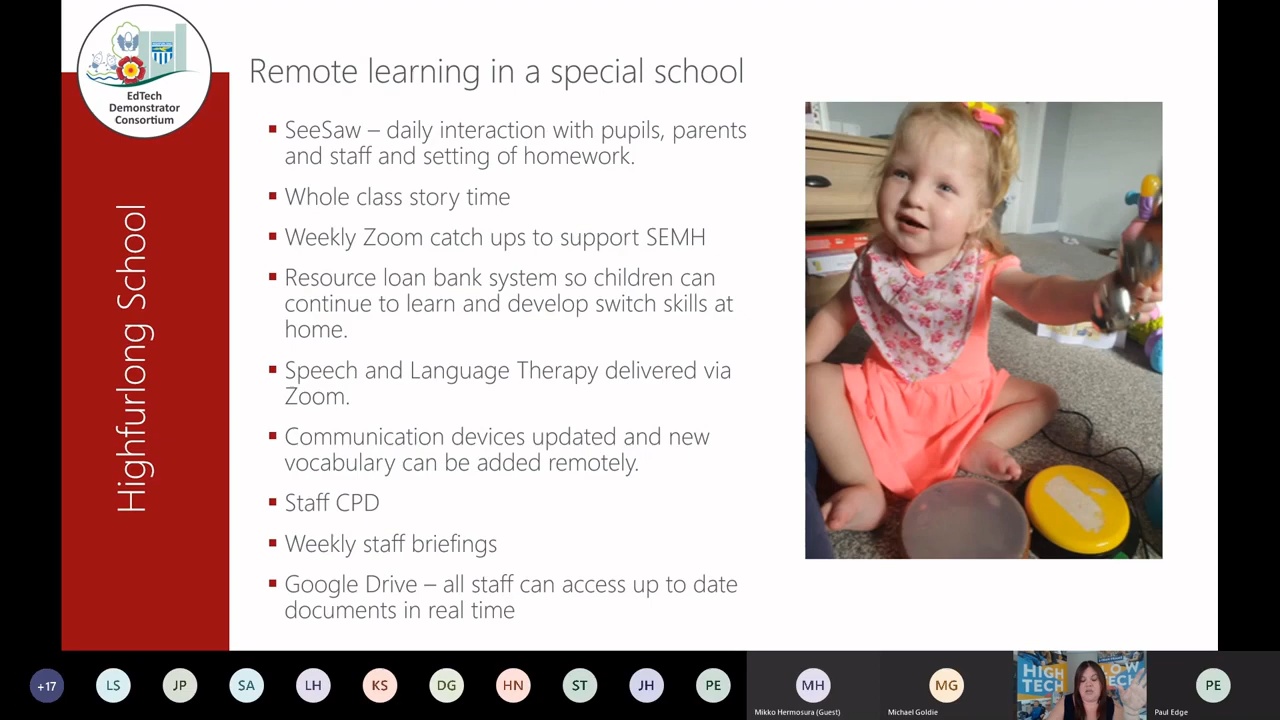 EdTech
Demonstrator
Consortium
Highfurlong School
Remote learning in a special school
SeeSaw – daily interaction with pupils, parents
and staff and setting of homework.
Whole class story time
Weekly Zoom catch ups to support SEMH
Resource loan bank system so children can
continue to learn and develop switch skills at
home.
Speech and Language Therapy delivered via
Zoom.
Communication devices updated and new
vocabulary can be added remotely.
Staff CPD
Weekly staff briefings
Google Drive – all staff can access up to date
documents in real time
+17
LS
JP
SA
LH
KS
DG
HN
ST
JH
PE
MH
Mikko Hermosura (Guest)
MG
Michael Goldie
HIGH
TECH
LOW
TECH
PE
Paul Edge